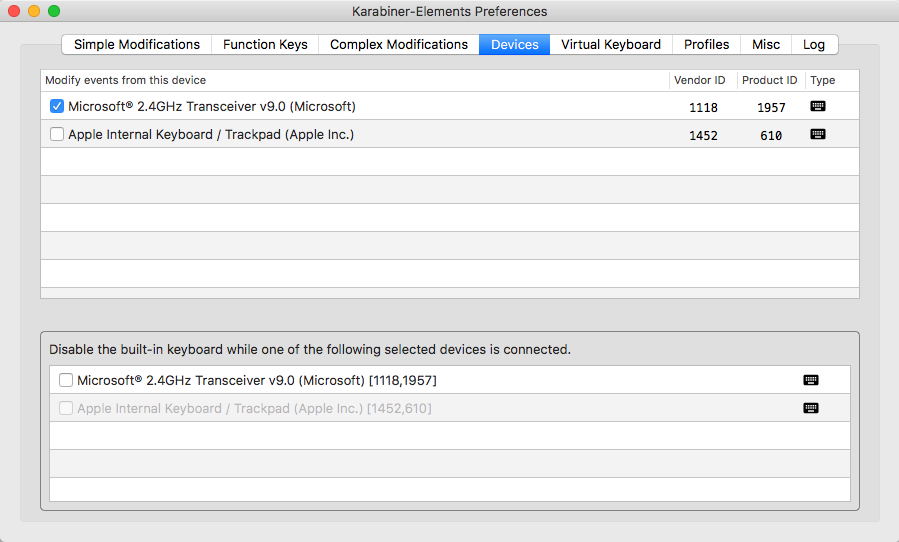 Karabiner-Elements Preferences
Simple Modifications Function Keys Complex Modifications Devices Virtual Keyboard Profiles Misc Log
Modify events from this device Vendor ID Product ID Type
Microsoft® 2.4GHz Transceiver v9.0 (Microsoft) 1118 1957
Apple Internal Keyboard / Trackpad (Apple Inc.) 1452 610
Disable the built-in keyboard while one of the following selected devices is connected.
Microsoft® 2.4GHz Transceiver v9.0 (Microsoft) [1118,1957]
Apple Internal Keyboard / Trackpad (Apple Inc.) [1452,610]